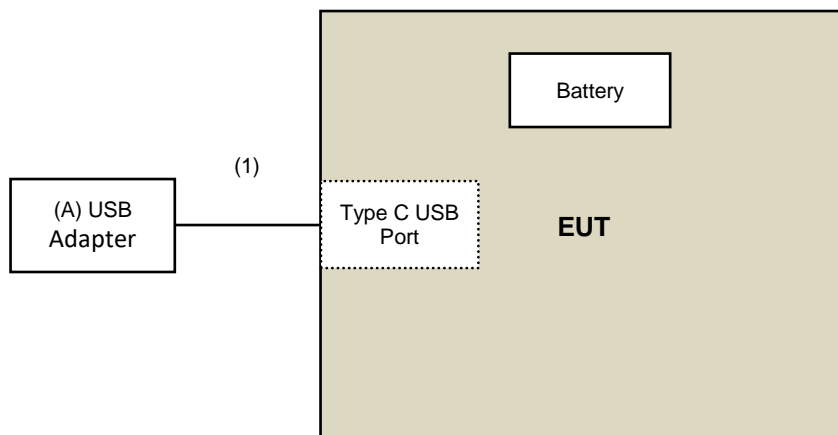 Battery
(1)
(A) USB
Adapter
Type C USB
Port
EUT